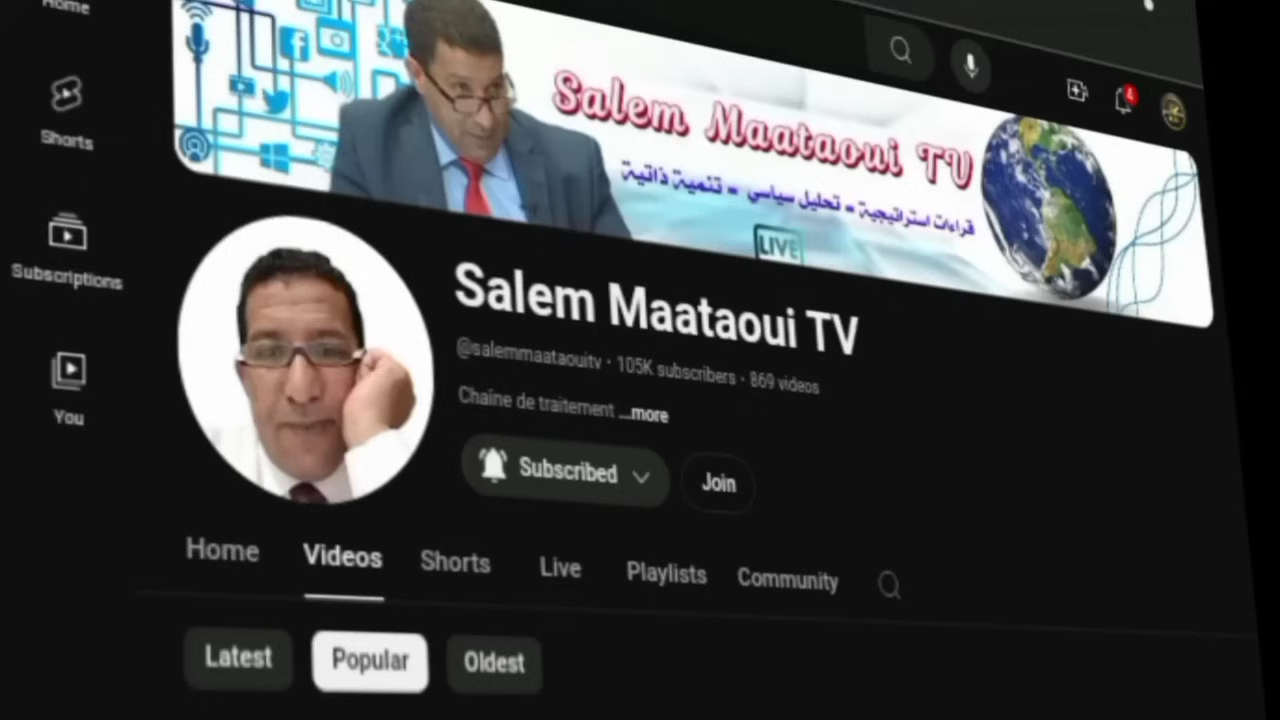 Home
Shorts
Subscriptions
You
4
Salem Maataoui TV
قراءات استراتيجية = تحليل سياسي = تنمية ذاتية
LIVE
Salem Maataoui TV
@salemmaataouitv • 105K subscribers • 869 videos
Chaîne de traitement ...more
Subscribed
Join
Home Videos Shorts Live Playlists Community
Latest Popular Oldest